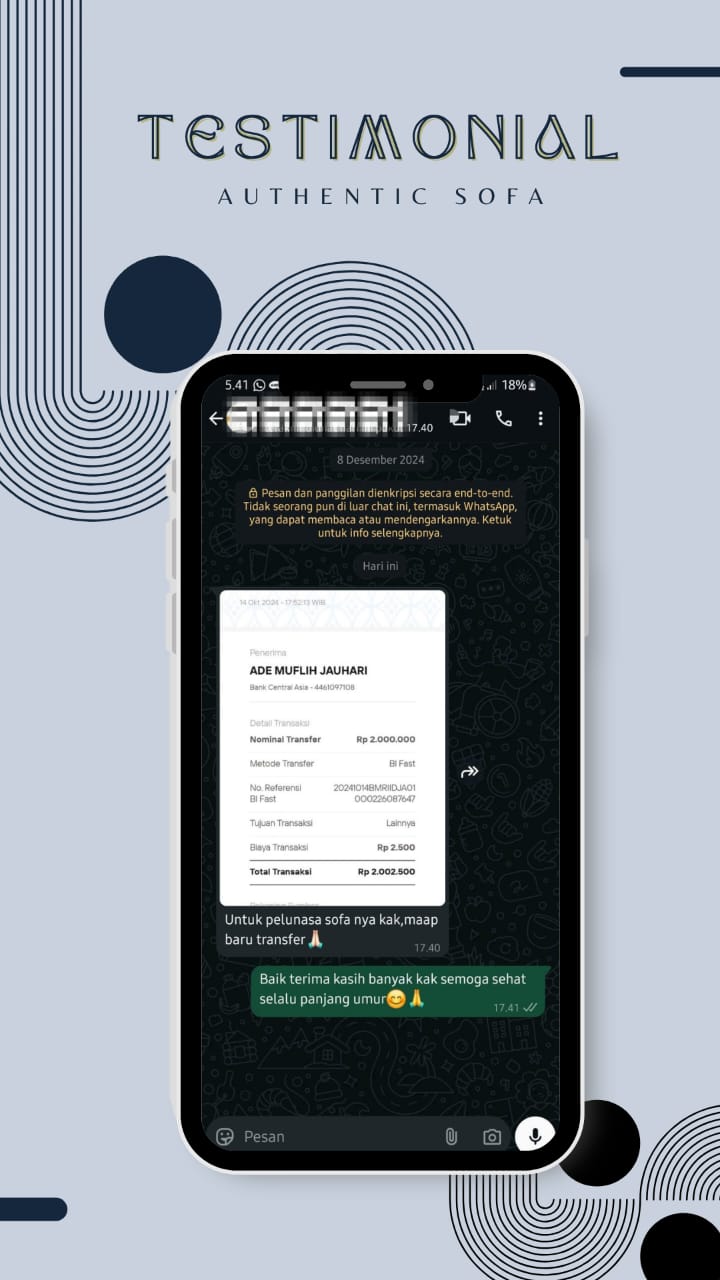 TESTIMONIAL
AUTHENTIC SOFA
5.41 18%
17.40
8 Desember 2024
Pesan dan panggilan dienkripsi secara end-to-end.
Tidak seorang pun di luar chat ini, termasuk WhatsApp,
yang dapat membaca atau mendengarkannya. Ketuk
untuk info selengkapnya.
Hari ini
14 Okt 2024 - 17:52:13 WIB
Penerima
ADE MUFLIH JAUHARI
Bank Central Asia - 4461097108
Detail Transaksi
Nominal Transfer Rp 2.000.000
Metode Transfer BI Fast
No. Referensi 20241014BMRIIDJA01
BI Fast 000226087647
Tujuan Transaksi Lainnya
Biaya Transaksi Rp 2.500
Total Transaksi Rp 2.002.500
Untuk pelunasa sofa nya kak,maap
baru transfer🙏🏻
17.40
Baik terima kasih banyak kak semoga sehat
selalu panjang umur😊🙏
17.41
Pesan